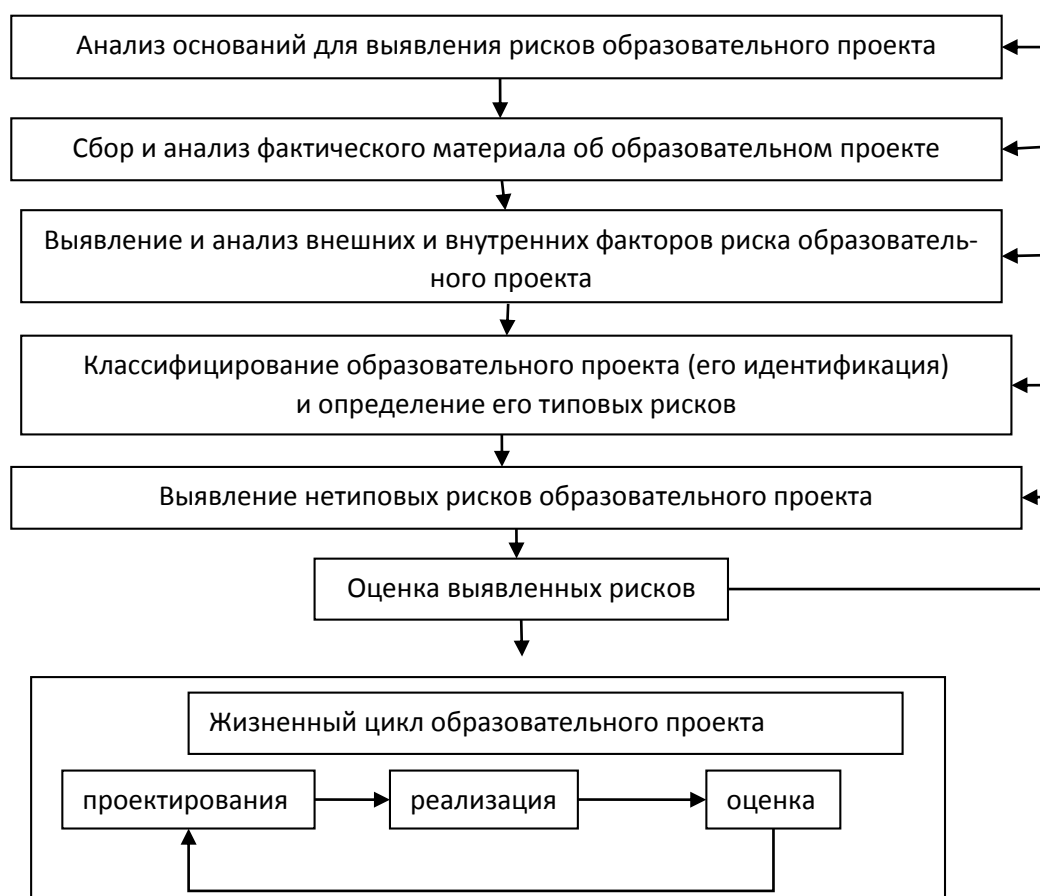 Анализ оснований для выявления рисков образовательного проекта
Сбор и анализ фактического материала об образовательном проекте
Выявление и анализ внешних и внутренних факторов риска образователь-
ного проекта
Классифицирование образовательного проекта (его идентификация)
и определение его типовых рисков
Выявление нетиповых рисков образовательного проекта
Оценка выявленных рисков
Жизненный цикл образовательного проекта
проектирования
реализация
оценка